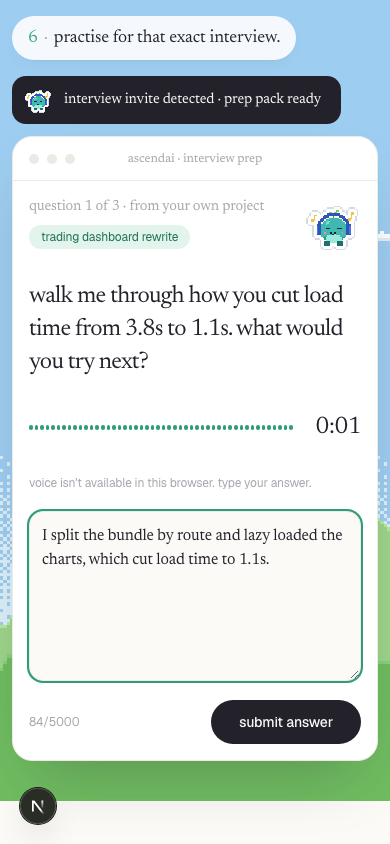 6 · practise for that exact interview.
interview invite detected · prep pack ready
ascendai · interview prep
question 1 of 3 · from your own project
trading dashboard rewrite
walk me through how you cut load
time from 3.8s to 1.1s. what would
you try next?
0:01
voice isn't available in this browser. type your answer.
I split the bundle by route and lazy loaded the
charts, which cut load time to 1.1s.
84/5000
submit answer
N